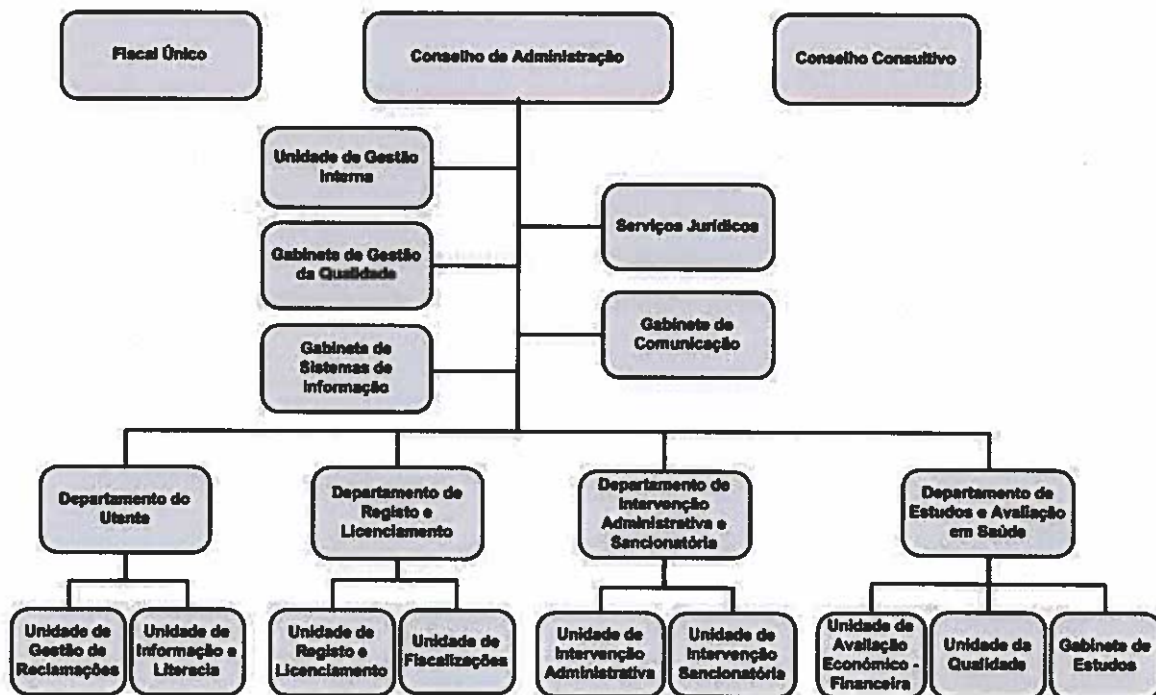 Fiscal Único
Conselho de Administração
Conselho Consultivo
Unidade de Gestão
Interna
Serviços Jurídicos
Gabinete de Gestão
da Qualidade
Gabinete de
Comunicação
Gabinete de
Sistemas de
Informação
Departamento do
Utente
Departamento de
Registo e
Licenciamento
Departamento de
Intervenção
Administrativa e
Sancionatória
Departamento de
Estudos e Avaliação
em Saúde
Unidade de
Gestão de
Reclamações
Unidade de
Informação e
Literacia
Unidade de
Registo e
Licenciamento
Unidade de
Fiscalizações
Unidade de
Intervenção
Administrativa
Unidade de
Intervenção
Sancionatória
Unidade de
Avaliação
Económico -
Financeira
Unidade da
Qualidade
Gabinete de
Estudos